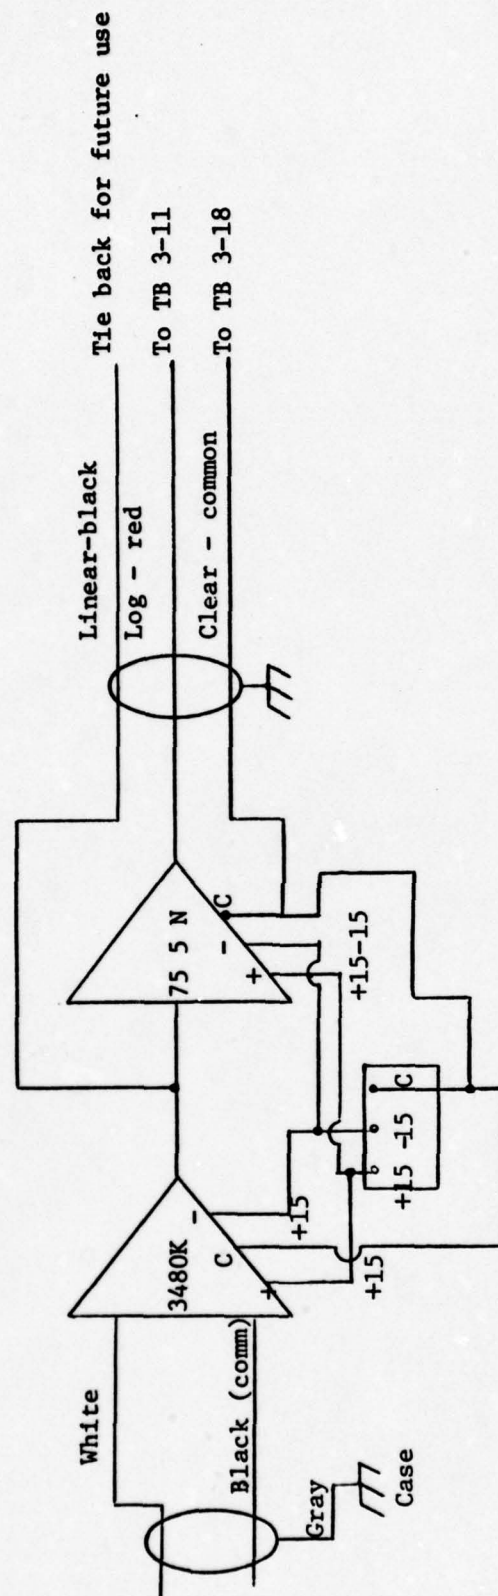 White
Black (comm)
Gray
Case
3480K
-
C
+
+15
+15
+15 -15 C
75 5 N
-
+
C
+15-15
Linear-black
Log - red
Clear - common
Tie back for future use
To TB 3-11
To TB 3-18